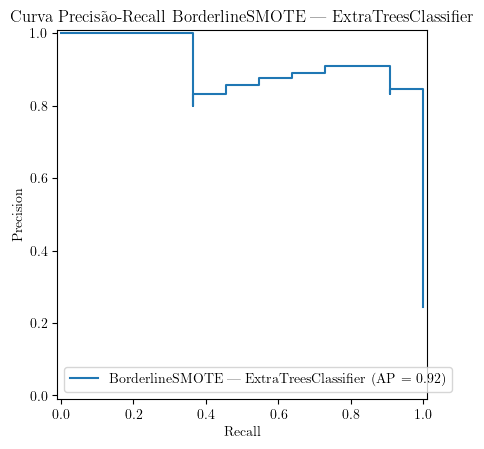 Curva Precisão-Recall BorderlineSMOTE — ExtraTreesClassifier
1.0
0.8
0.6
0.4
0.2
0.0
Precision
BorderlineSMOTE — ExtraTreesClassifier (AP = 0.92)
0.0 0.2 0.4 0.6 0.8 1.0
Recall